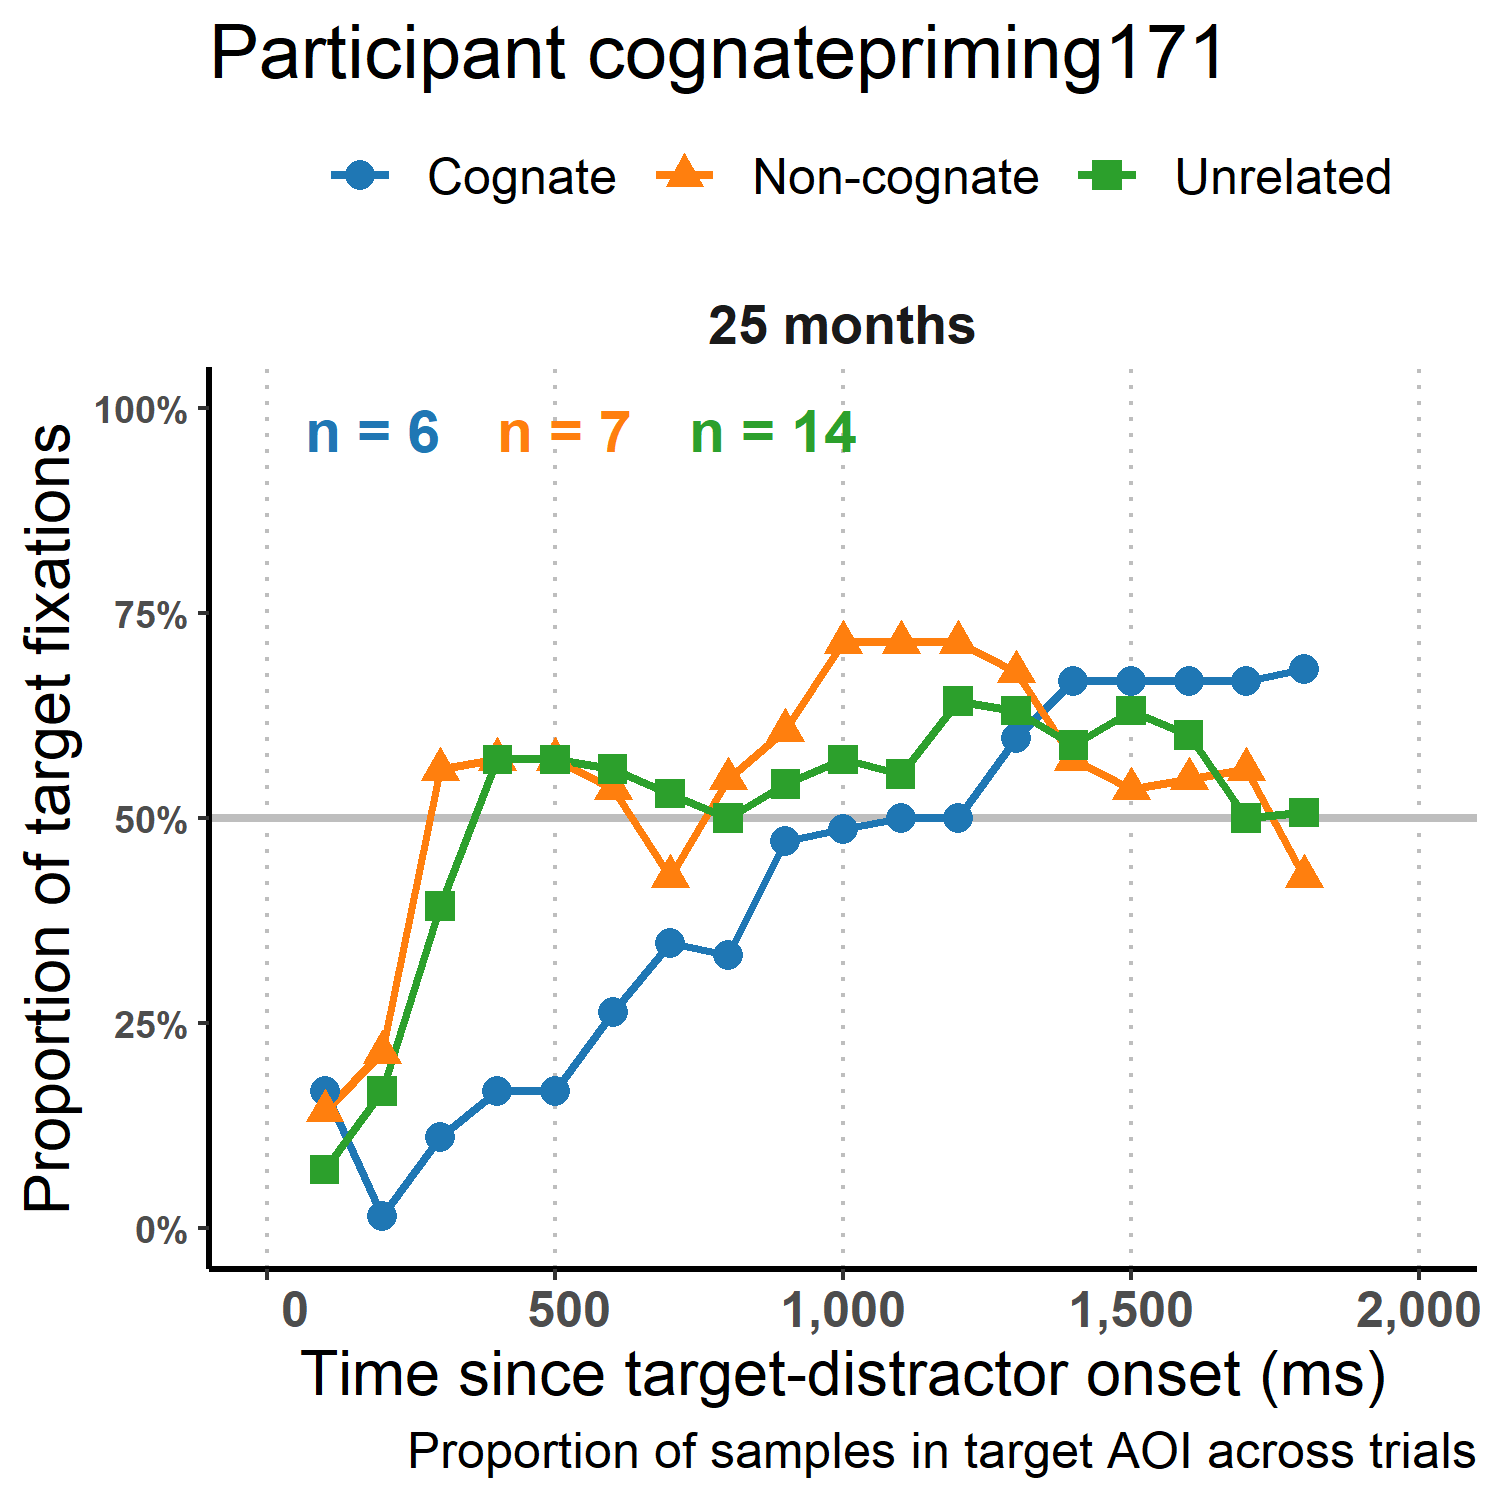 Participant cognatepriming171
Cognate Non-cognate Unrelated
25 months
n = 6 n = 7 n = 14
100%
75%
50%
25%
0%
Proportion of target fixations
0 500 1,000 1,500 2,000
Time since target-distractor onset (ms)
Proportion of samples in target AOI across trials